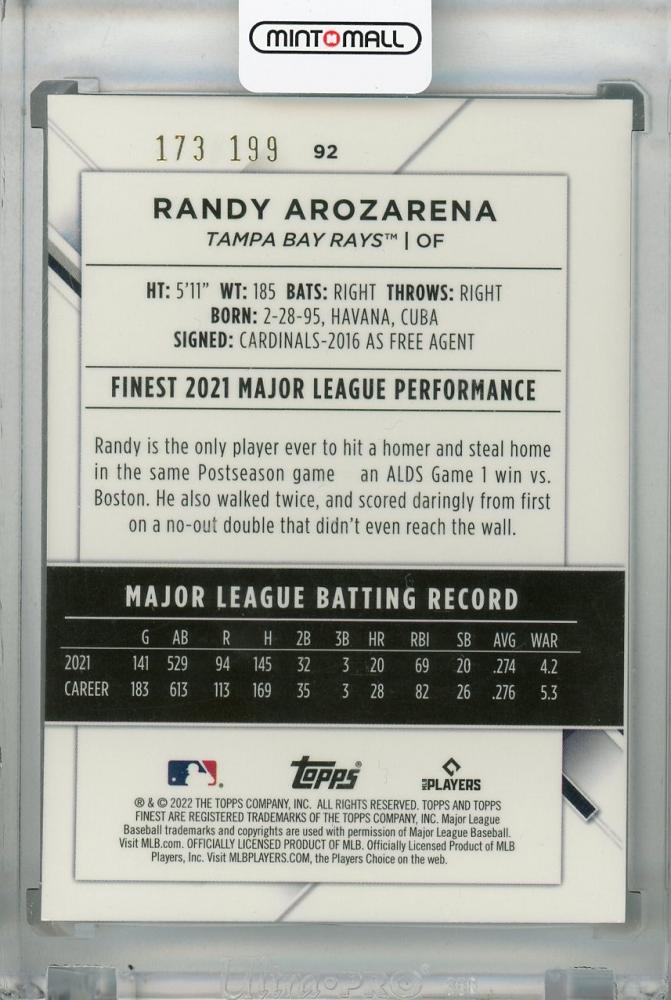 MINT MALL
173 199 92
RANDY AROZARENA
TAMPA BAY RAYS™ | OF
HT: 5'11" WT: 185 BATS: RIGHT THROWS: RIGHT
BORN: 2-28-95, HAVANA, CUBA
SIGNED: CARDINALS-2016 AS FREE AGENT
FINEST 2021 MAJOR LEAGUE PERFORMANCE
Randy is the only player ever to hit a homer and steal home
in the same Postseason game an ALDS Game 1 win vs.
Boston. He also walked twice, and scored daringly from first
on a no-out double that didn't even reach the wall.
MAJOR LEAGUE BATTING RECORD
G AB R H 2B 3B HR RBI SB AVG WAR
2021 141 529 94 145 32 3 20 69 20 .274 4.2
CAREER 183 613 113 169 35 3 28 82 26 .276 5.3
Topps®
MLB PLAYERS
® & © 2022 THE TOPPS COMPANY, INC. ALL RIGHTS RESERVED. TOPPS AND TOPPS
FINEST ARE REGISTERED TRADEMARKS OF THE TOPPS COMPANY, INC. Major League
Baseball trademarks and copyrights are used with permission of Major League Baseball.
Visit MLB.com. OFFICIALLY LICENSED PRODUCT OF MLB. Officially Licensed Product of MLB
Players, Inc. Visit MLBPLAYERS.COM, the Players Choice on the web.
Ultra·PRO